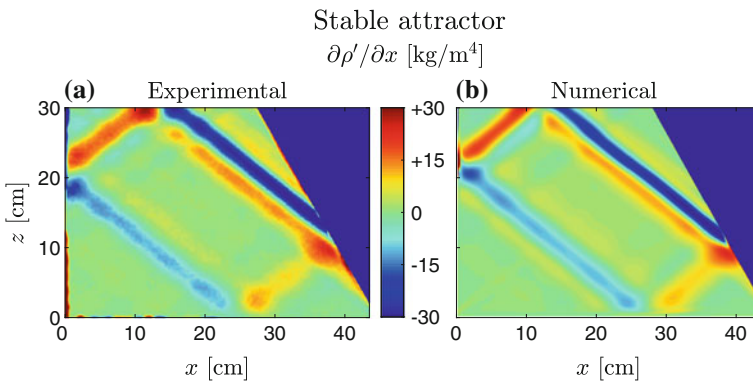 Stable attractor
∂ρ′/∂x [kg/m⁴]
(a) Experimental
(b) Numerical
30
20
10
0
z [cm]
0 10 20 30 40
x [cm]
+30
+15
0
-15
-30
0 10 20 30 40
x [cm]